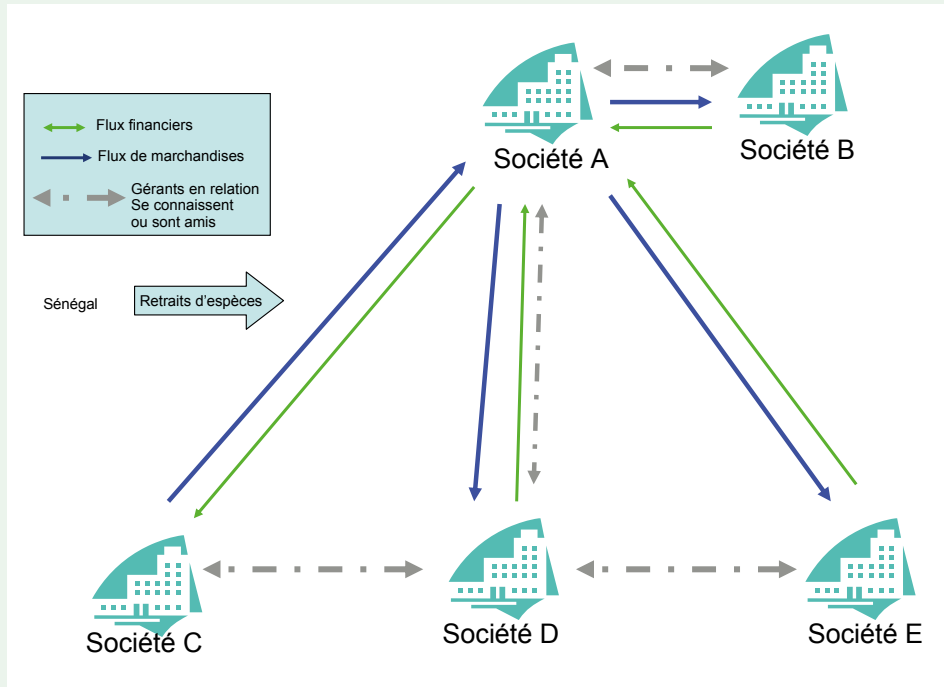 Flux financiers
Flux de marchandises
Gérants en relation
Se connaissent
ou sont amis
Société A
Société B
Sénégal
Retraits d'espèces
Société C
Société D
Société E